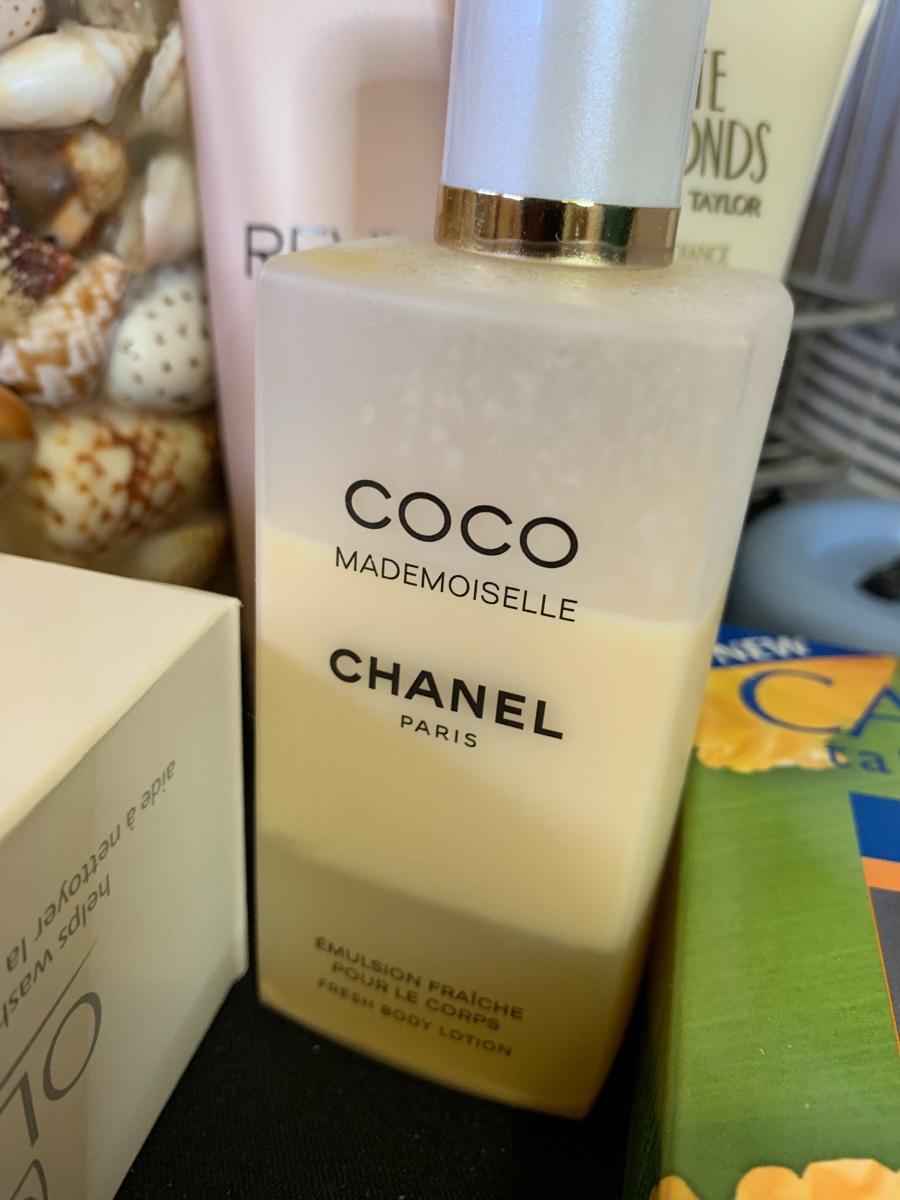 COCO
MADEMOISELLE
CHANEL
PARIS
ÉMULSION FRAÎCHE
POUR LE CORPS
FRESH BODY LOTION
TAYLOR
NEW
aide à nettoyer la
helps wash